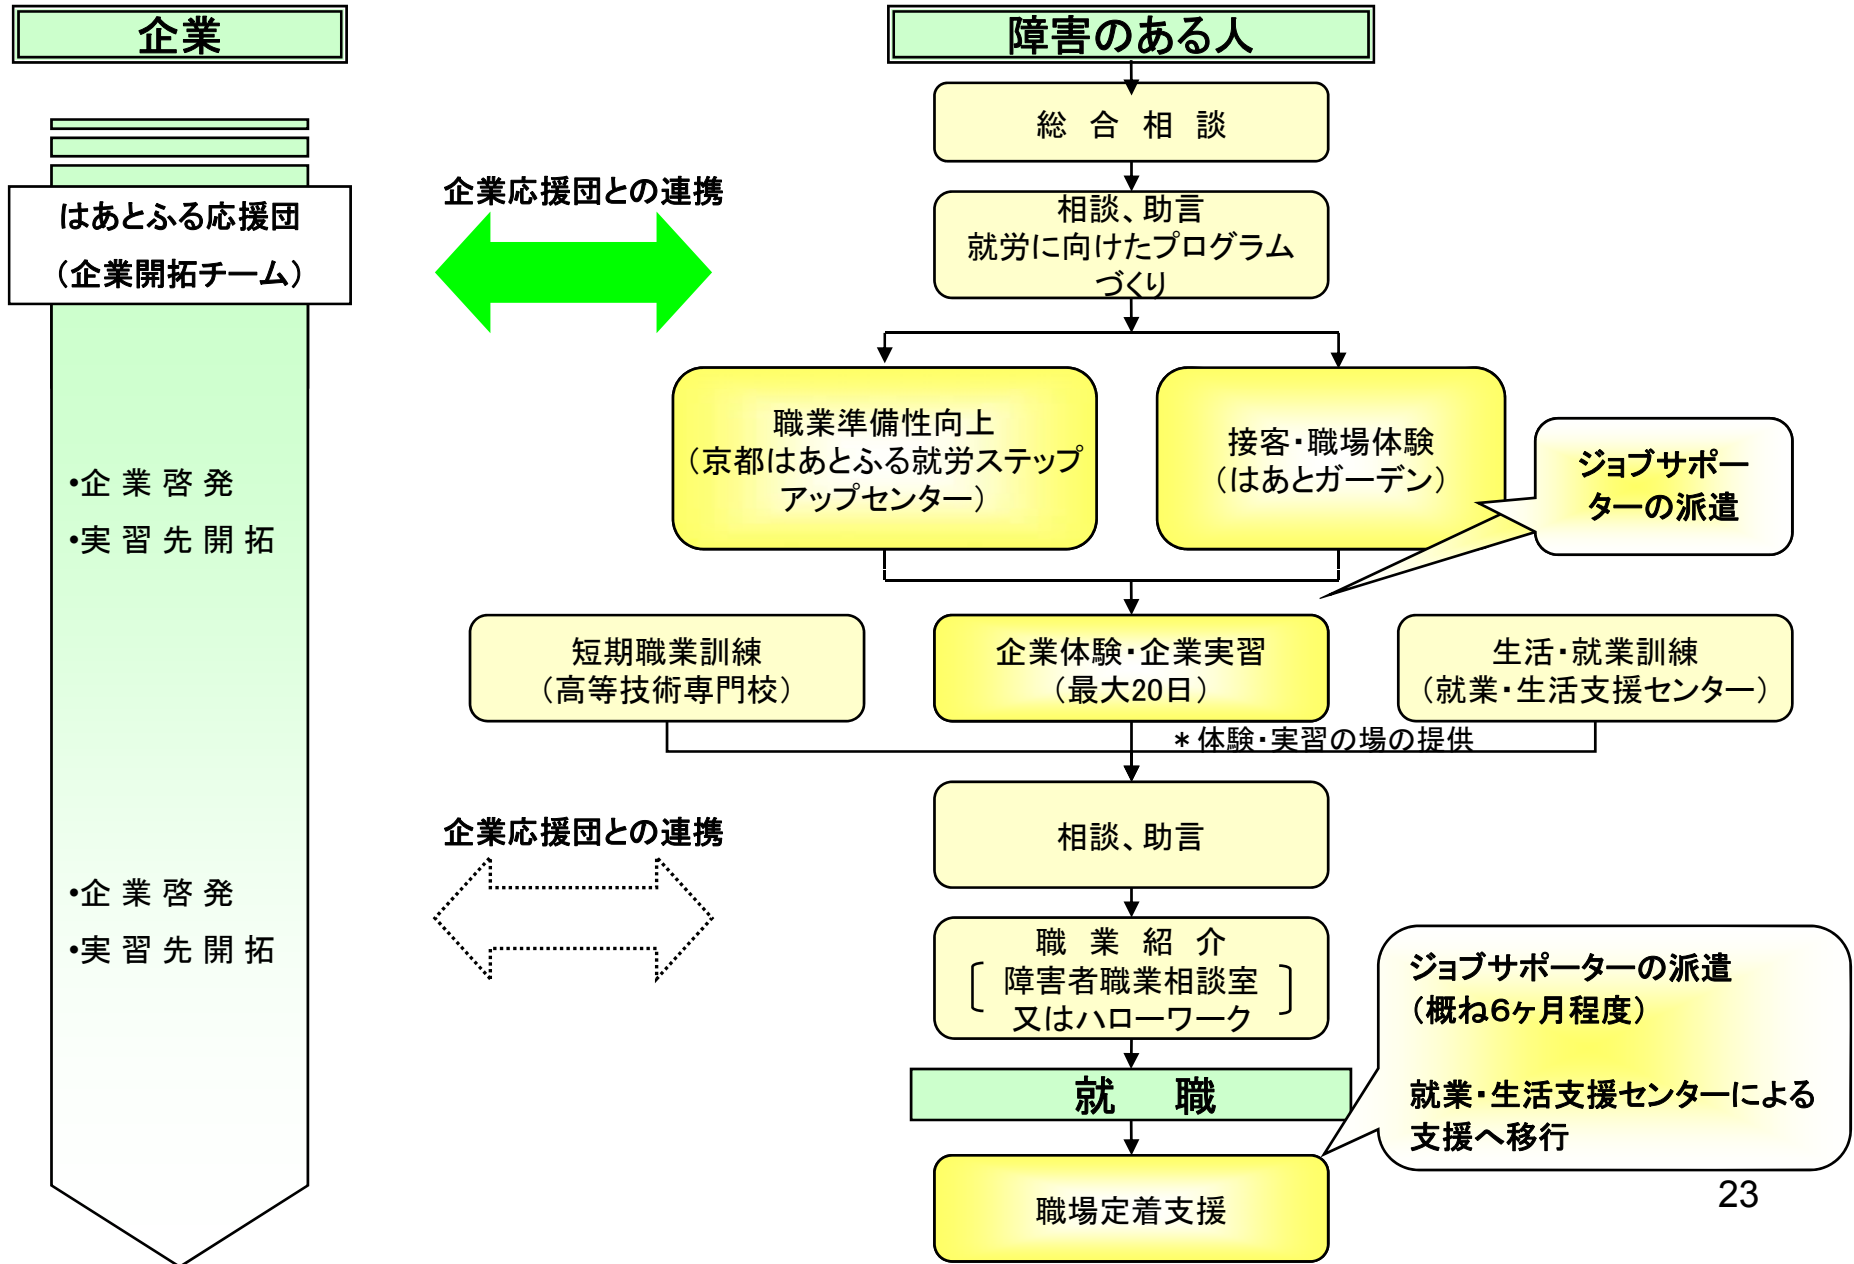 企業
はあとふる応援団
（企業開拓チーム）
•企 業 啓 発
•実 習 先 開 拓
•企 業 啓 発
•実 習 先 開 拓
企業応援団との連携
企業応援団との連携
障害のある人
総 合 相 談
相談、助言
就労に向けたプログラム
づくり
職業準備性向上
（京都はあとふる就労ステップ
アップセンター）
接客・職場体験
（はあとガーデン）
ジョブサポー
ターの派遣
短期職業訓練
（高等技術専門校）
企業体験・企業実習
（最大20日）
生活・就業訓練
（就業・生活支援センター）
＊体験・実習の場の提供
相談、助言
職 業 紹 介
障害者職業相談室
又はハローワーク
就 職
職場定着支援
ジョブサポーターの派遣
（概ね６ヶ月程度）
就業・生活支援センターによる
支援へ移行
23